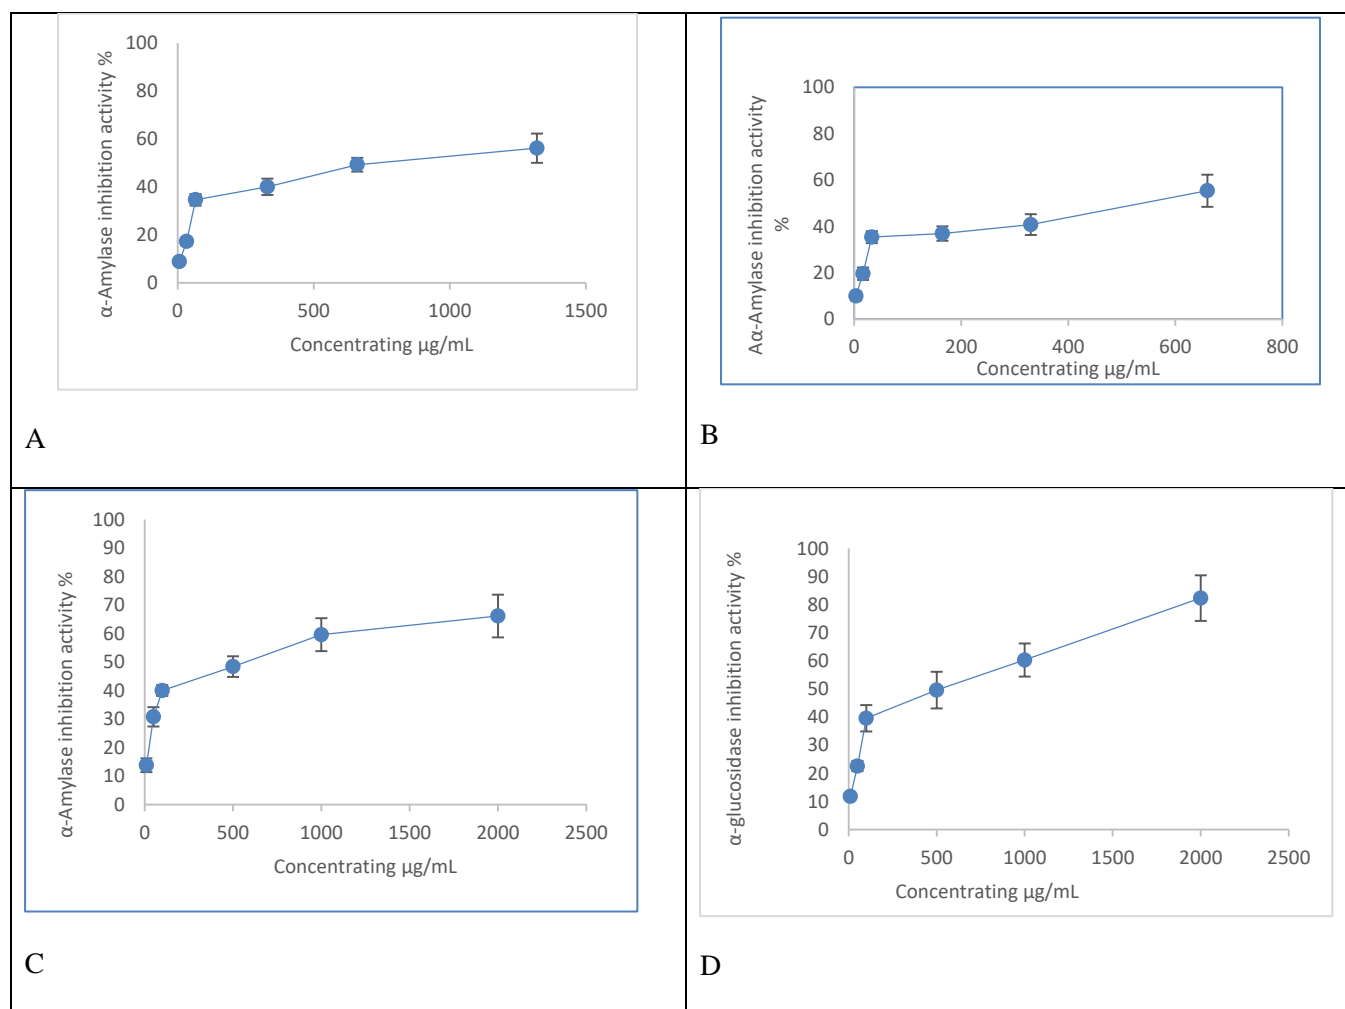 α-Amylase inhibition activity %
100
80
60
40
20
0
0 500 1000 1500
Concentrating µg/mL
A
Aα-Amylase inhibition activity
%
100
80
60
40
20
0
0 200 400 600 800
Concentrating µg/mL
B
α-Amylase inhibition activity %
100
90
80
70
60
50
40
30
20
10
0
0 500 1000 1500 2000 2500
Concentrating µg/mL
C
α-glucosidase inhibition activity %
100
90
80
70
60
50
40
30
20
10
0
0 500 1000 1500 2000 2500
Concentrating µg/mL
D